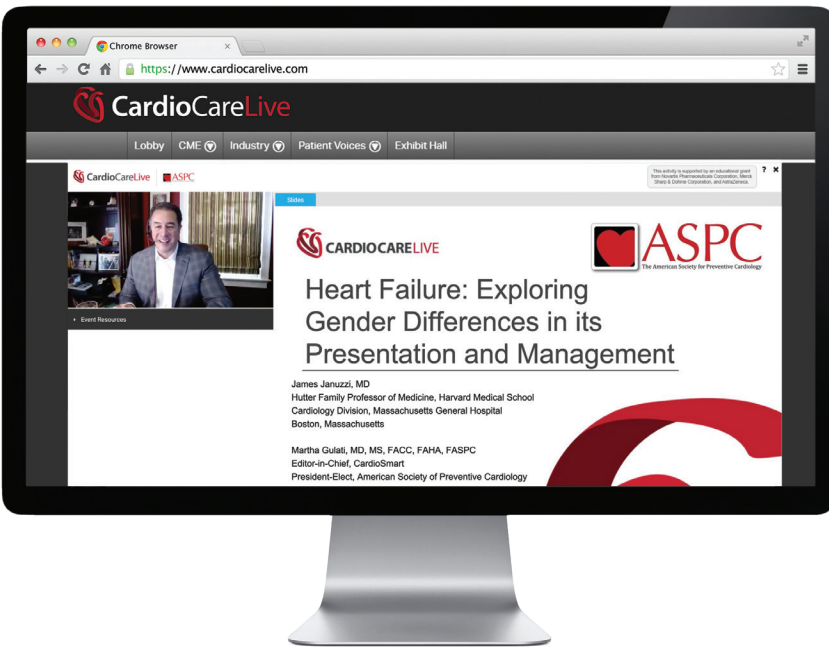 Chrome Browser
https://www.cardiocarelive.com
CardioCareLive
Lobby CME Industry Patient Voices Exhibit Hall
CardioCareLive ASPC
This activity is supported by an educational grant
from Novartis Pharmaceuticals Corporation, Merck
Sharp & Dohme Corporation, and AstraZeneca.
?
Slides
CARDIOCARELIVE
ASPC
The American Society for Preventive Cardiology
Heart Failure: Exploring
Gender Differences in its
Presentation and Management
Event Resources
James Januzzi, MD
Hutter Family Professor of Medicine, Harvard Medical School
Cardiology Division, Massachusetts General Hospital
Boston, Massachusetts
Martha Gulati, MD, MS, FACC, FAHA, FASPC
Editor-in-Chief, CardioSmart
President-Elect, American Society of Preventive Cardiology